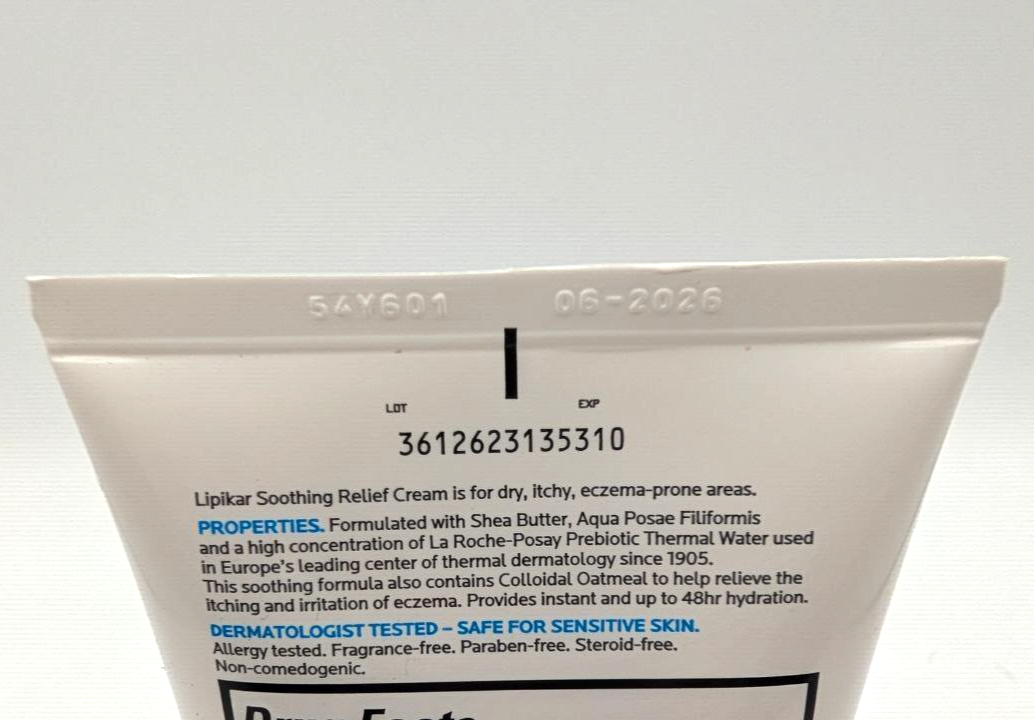 54Y601 06-2026
LOT EXP
3612623135310
Lipikar Soothing Relief Cream is for dry, itchy, eczema-prone areas.
PROPERTIES. Formulated with Shea Butter, Aqua Posae Filiformis
and a high concentration of La Roche-Posay Prebiotic Thermal Water used
in Europe's leading center of thermal dermatology since 1905.
This soothing formula also contains Colloidal Oatmeal to help relieve the
itching and irritation of eczema. Provides instant and up to 48hr hydration.
DERMATOLOGIST TESTED – SAFE FOR SENSITIVE SKIN.
Allergy tested. Fragrance-free. Paraben-free. Steroid-free.
Non-comedogenic.
Drug Facts